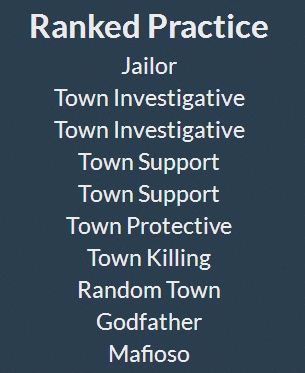 Ranked Practice
Jailor
Town Investigative
Town Investigative
Town Support
Town Support
Town Protective
Town Killing
Random Town
Godfather
Mafioso